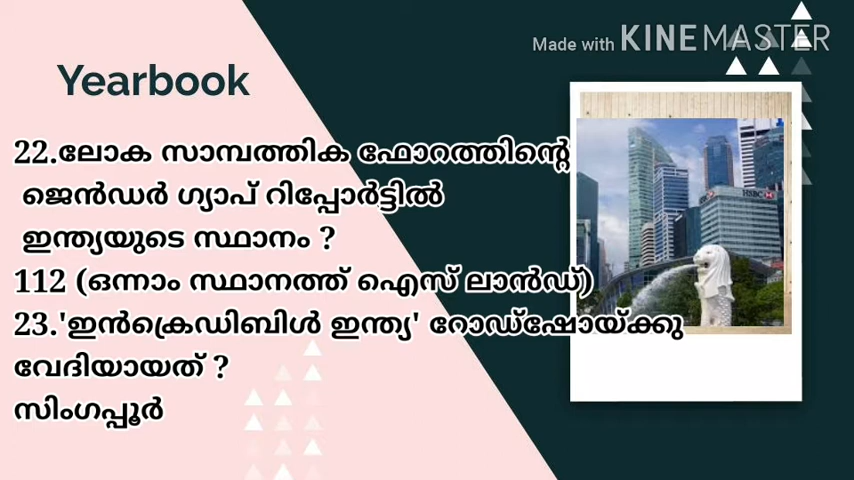 Made with KINEMASTER
Yearbook
22.ലോക സാമ്പത്തിക ഫോറത്തിന്റെ
ജെൻഡർ ഗ്യാപ് റിപ്പോർട്ടിൽ
ഇന്ത്യയുടെ സ്ഥാനം ?
112 (ഒന്നാം സ്ഥാനത്ത് ഐസ് ലാൻഡ്)
23.'ഇൻക്രെഡിബിൾ ഇന്ത്യ' റോഡ്ഷോയ്ക്കു
വേദിയായത് ?
സിംഗപ്പൂർ
HSBC